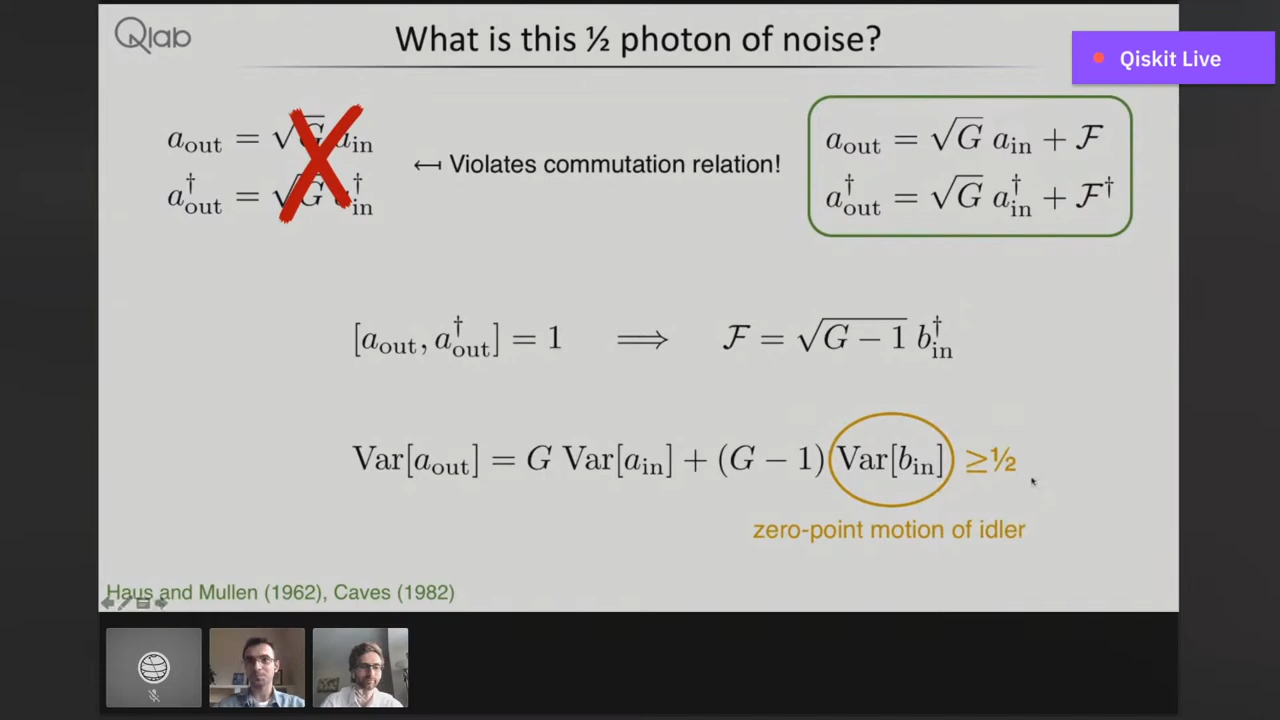 Qlab
What is this ½ photon of noise?
Qiskit Live
a_out = √G a_in
a†_out = √G a†_in
↤ Violates commutation relation!
a_out = √G a_in + ℱ
a†_out = √G a†_in + ℱ†
[a_out, a†_out] = 1 ⟹ ℱ = √(G − 1) b†_in
Var[a_out] = G Var[a_in] + (G − 1) Var[b_in] ≥½
zero-point motion of idler
Haus and Mullen (1962), Caves (1982)